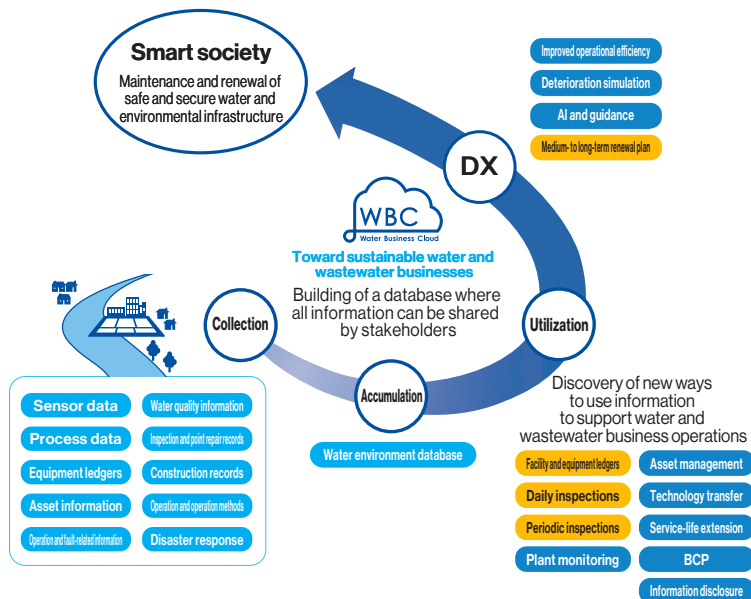 Smart society
Maintenance and renewal of
safe and secure water and
environmental infrastructure
Improved operational efficiency
Deterioration simulation
AI and guidance
Medium- to long-term renewal plan
DX
WBC
Water Business Cloud
Toward sustainable water and
wastewater businesses
Building of a database where
all information can be shared
by stakeholders
Collection
Accumulation
Utilization
Water environment database
Sensor data
Water quality information
Process data
Inspection and point repair records
Equipment ledgers
Construction records
Asset information
Operation and operation methods
Operation and fault-related information
Disaster response
Discovery of new ways
to use information
to support water and
wastewater business operations
Facility and equipment ledgers
Asset management
Daily inspections
Technology transfer
Periodic inspections
Service-life extension
Plant monitoring
BCP
Information disclosure